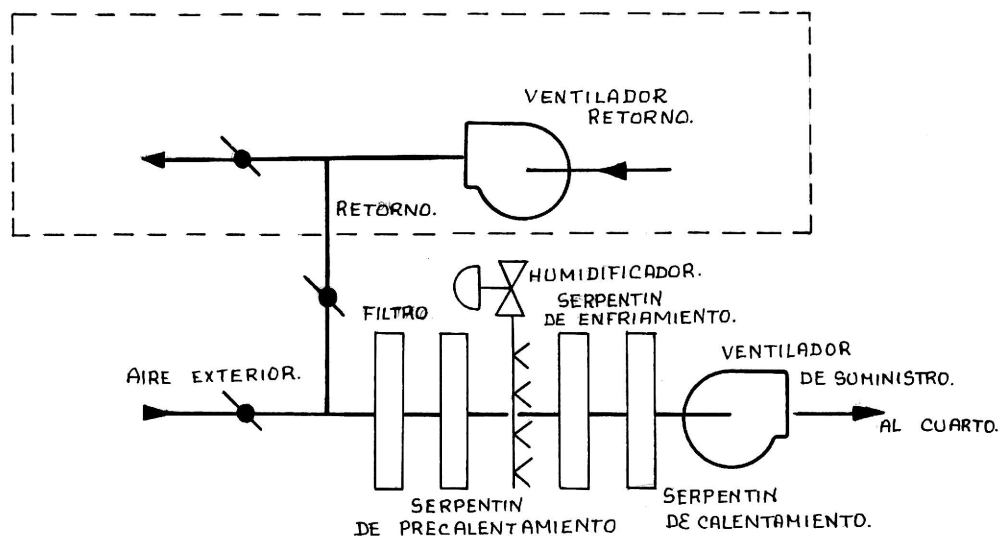 VENTILADOR
RETORNO.
RETORNO.
HUMIDIFICADOR.
SERPENTIN
DE ENFRIAMIENTO.
FILTRO
AIRE EXTERIOR.
VENTILADOR
DE SUMINISTRO.
AL CUARTO.
SERPENTIN
DE PRECALENTAMIENTO
SERPENTIN
DE CALENTAMIENTO.